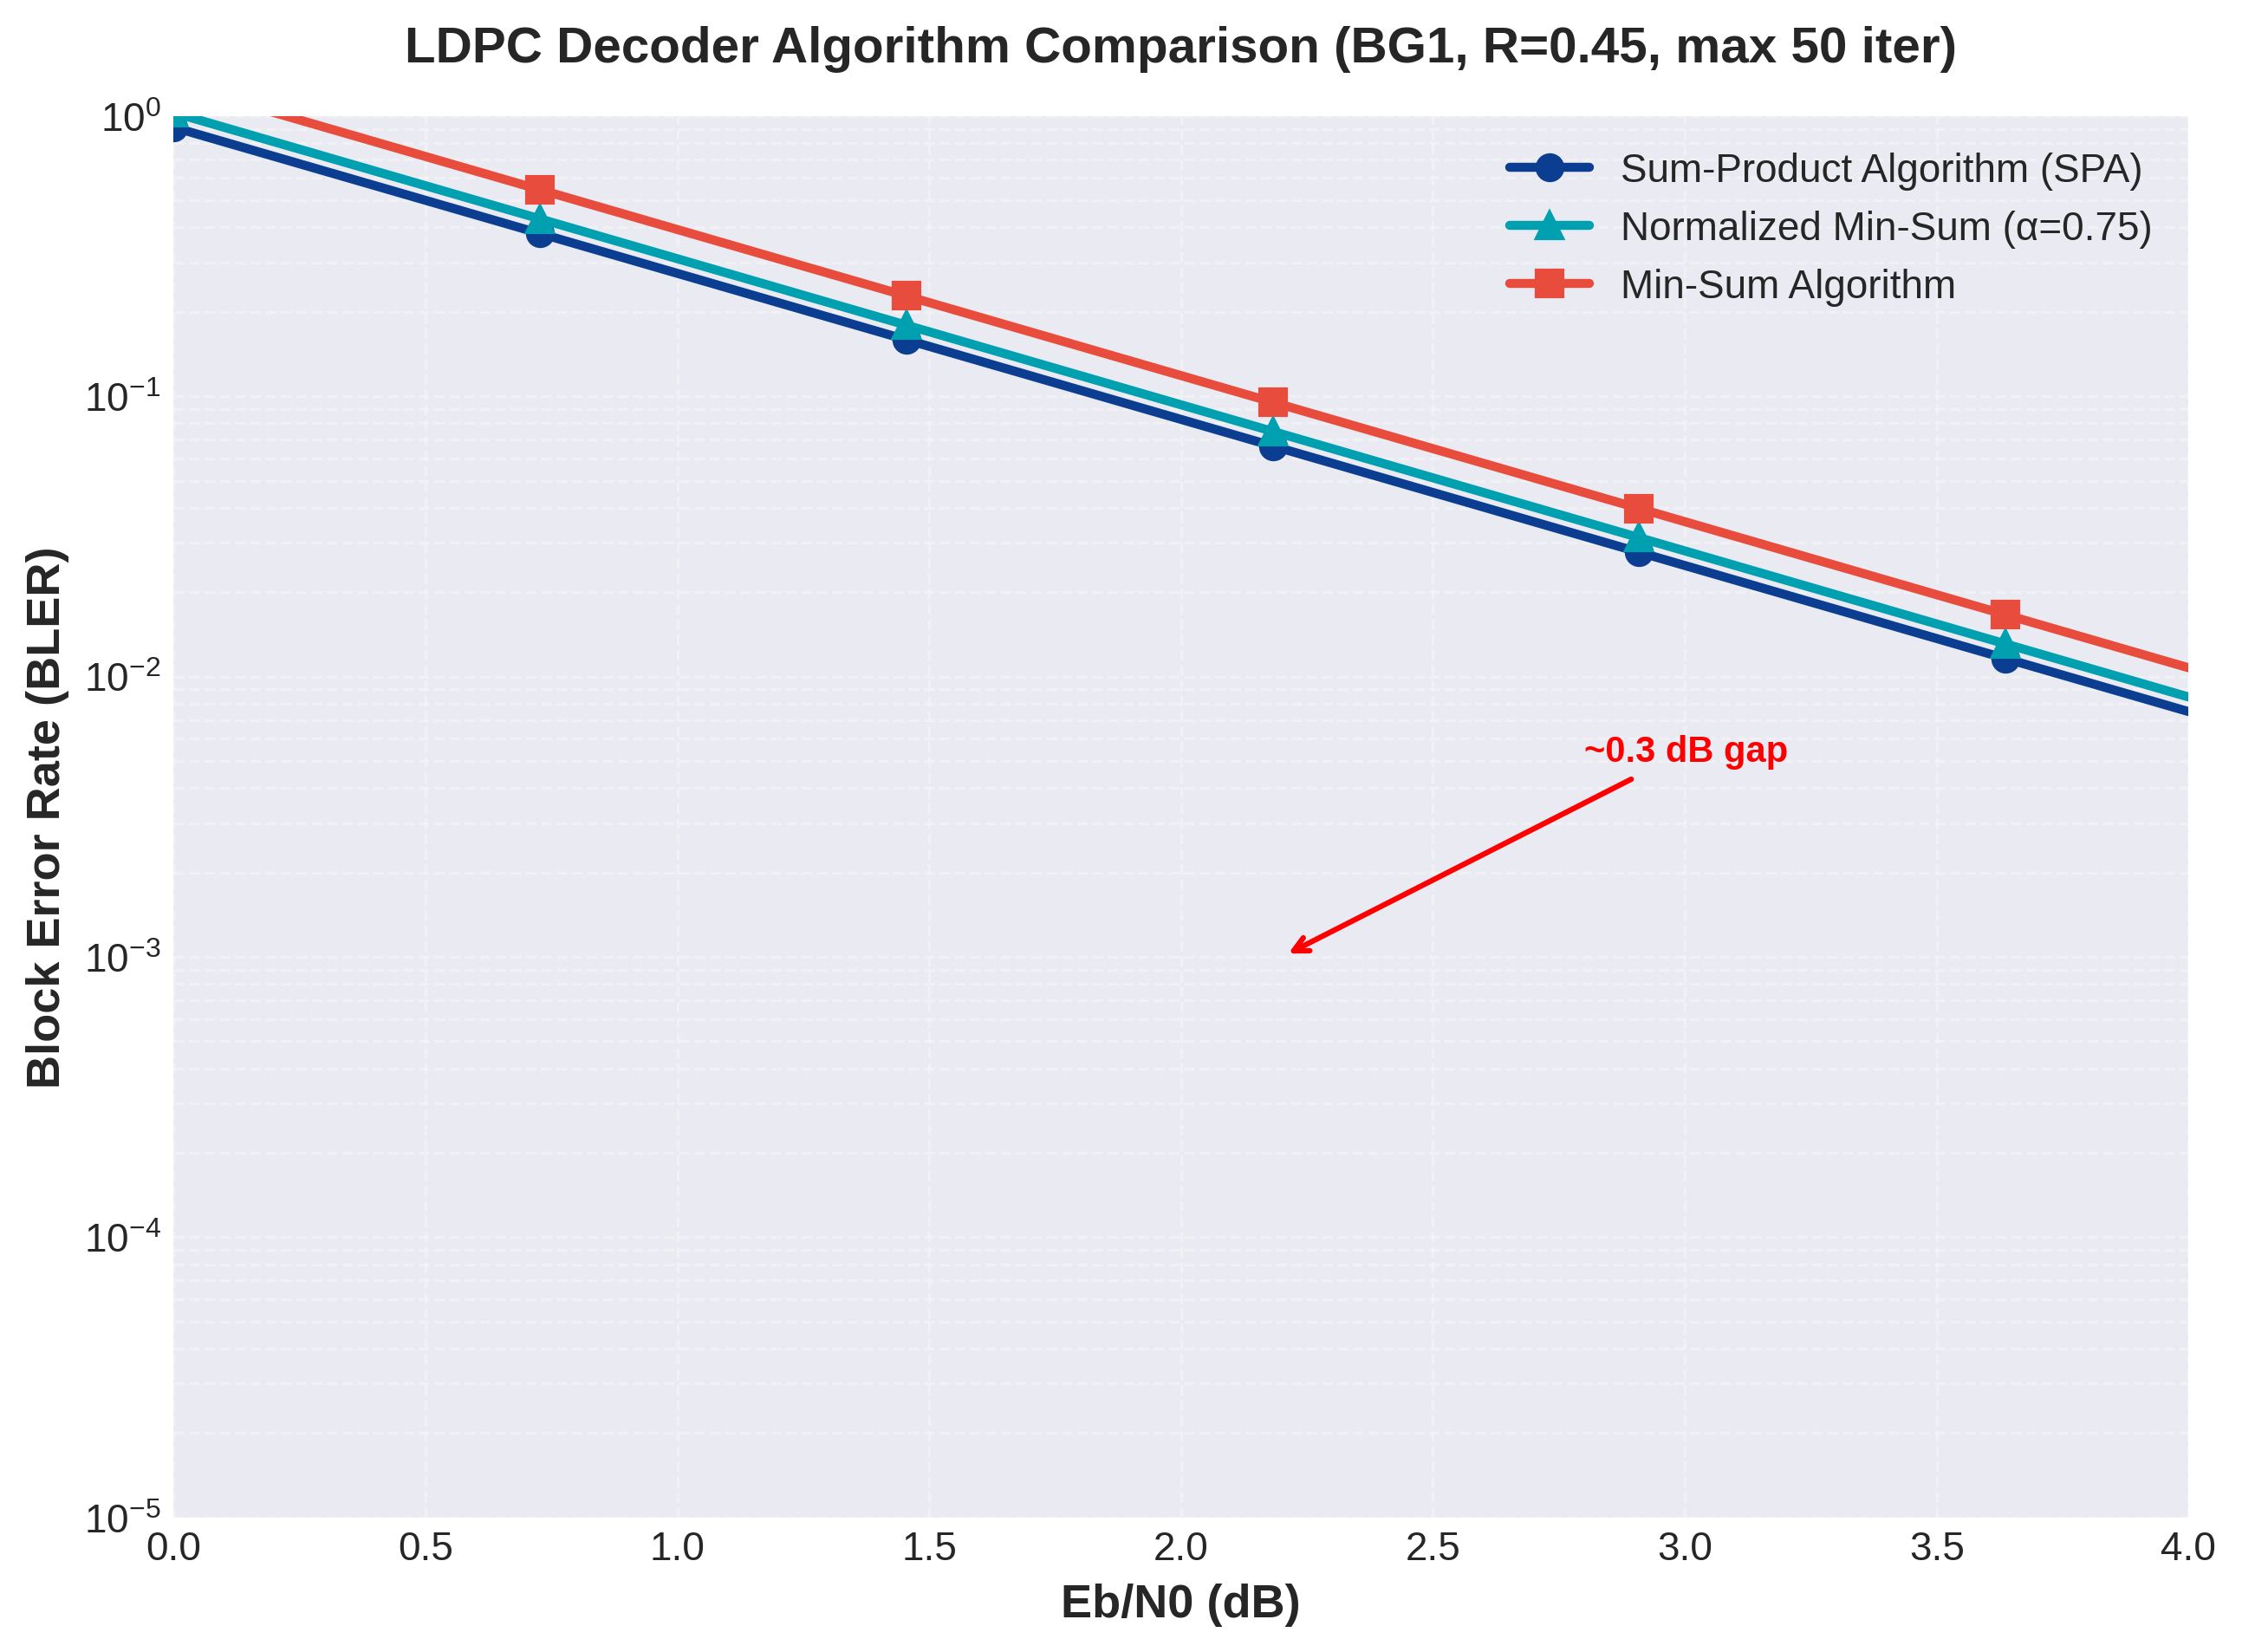 LDPC Decoder Algorithm Comparison (BG1, R=0.45, max 50 iter)
Sum-Product Algorithm (SPA)
Normalized Min-Sum (α=0.75)
Min-Sum Algorithm
Block Error Rate (BLER)
10⁰
10⁻¹
10⁻²
10⁻³
10⁻⁴
10⁻⁵
~0.3 dB gap
0.0 0.5 1.0 1.5 2.0 2.5 3.0 3.5 4.0
Eb/N0 (dB)